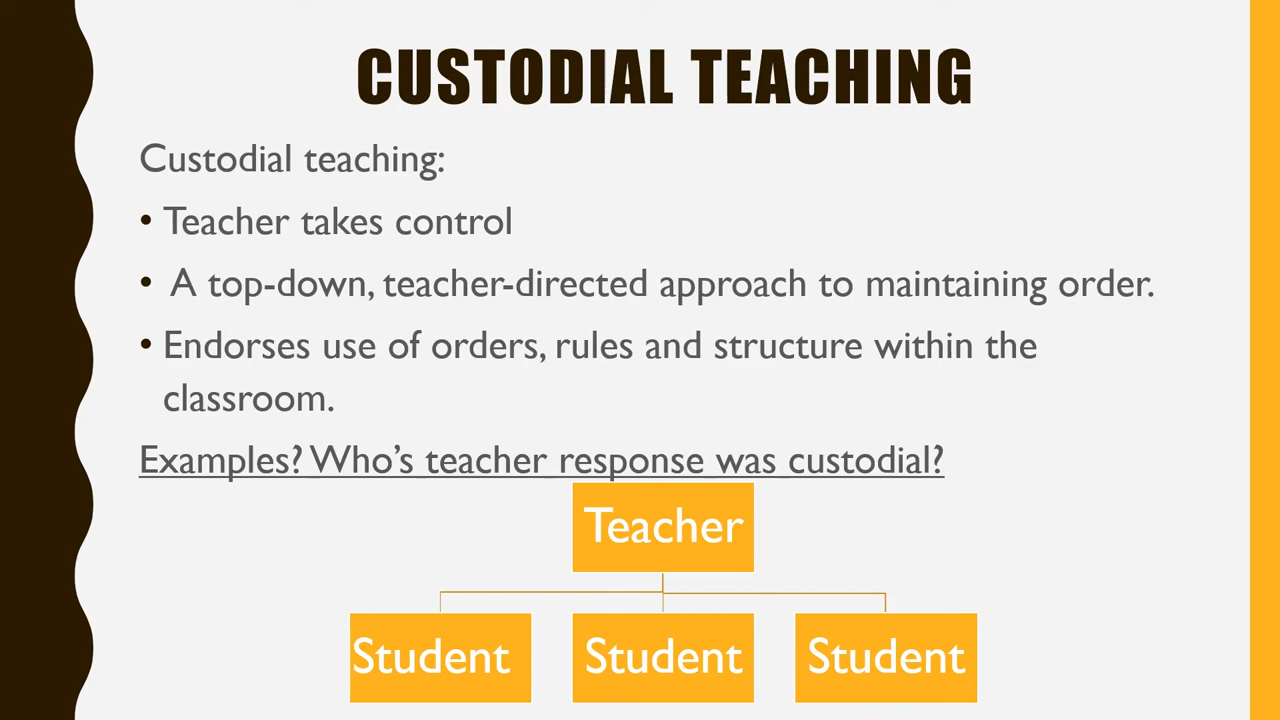 CUSTODIAL TEACHING
Custodial teaching:
• Teacher takes control
• A top-down, teacher-directed approach to maintaining order.
• Endorses use of orders, rules and structure within the
classroom.
Examples? Who's teacher response was custodial?
Teacher
Student Student Student